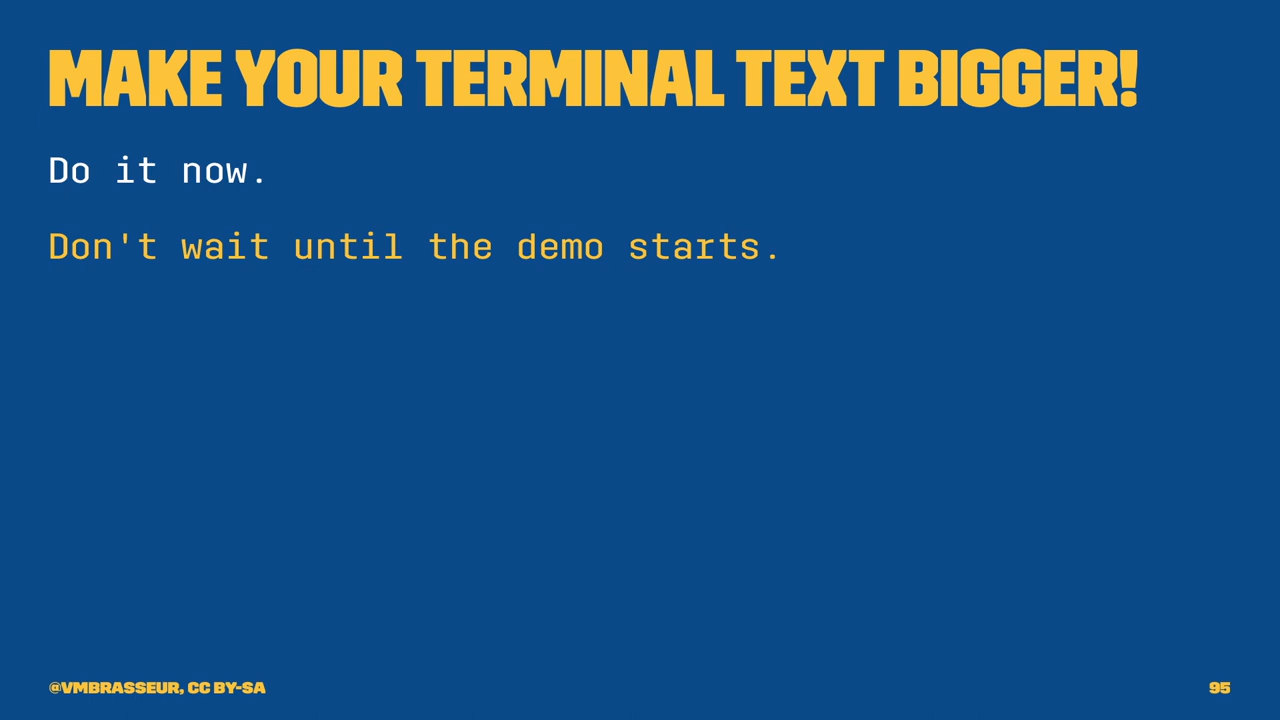 MAKE YOUR TERMINAL TEXT BIGGER!
Do it now.
Don't wait until the demo starts.
@VMBRASSEUR, CC BY-SA
95